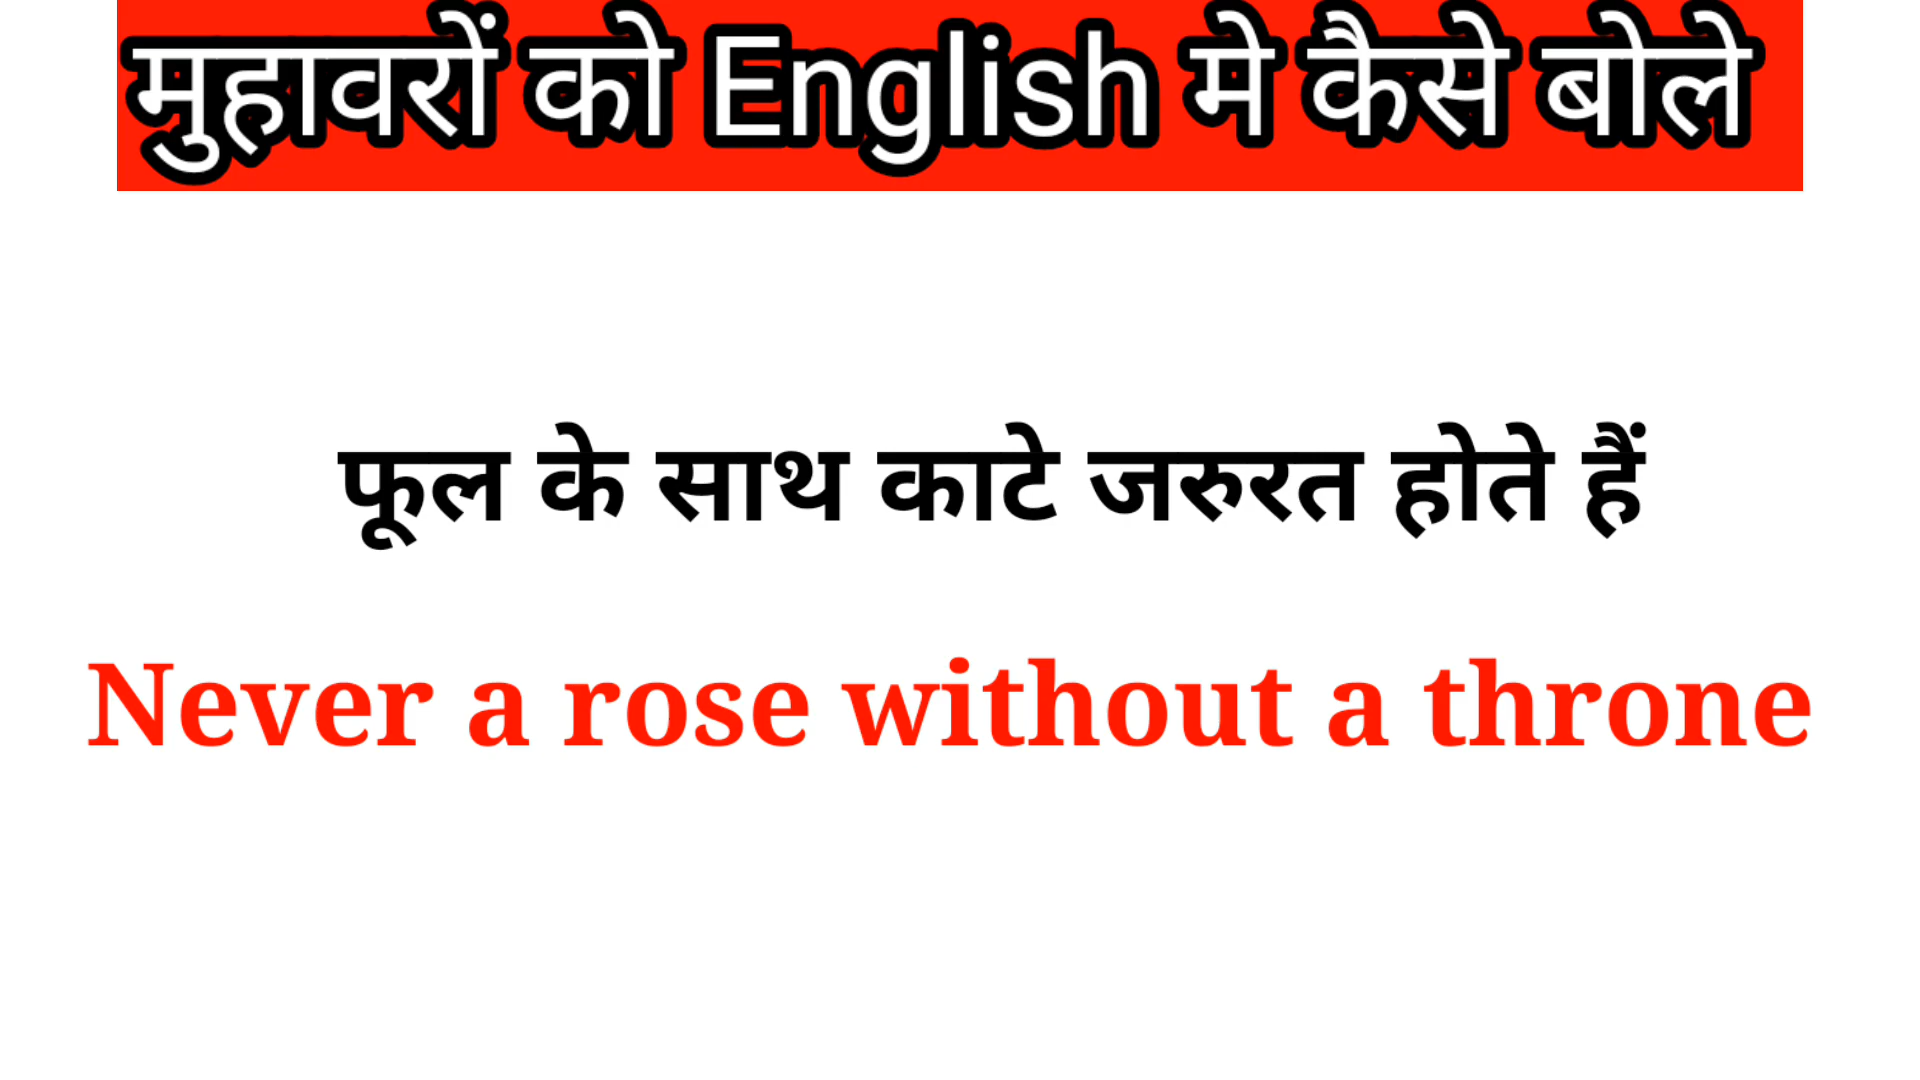 मुहावरों को English मे कैसे बोले
फूल के साथ काटे जरुरत होते हैं
Never a rose without a throne